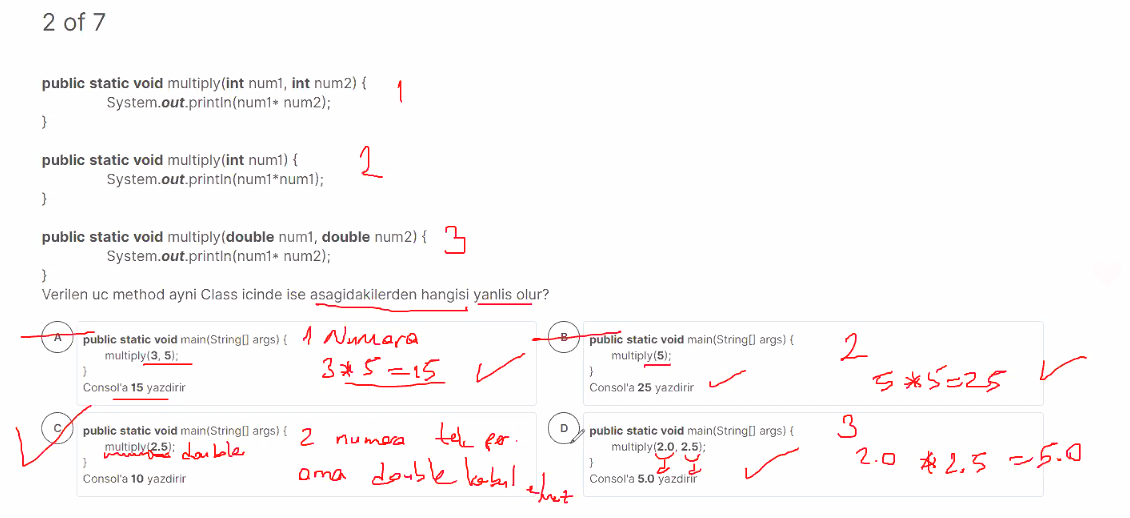 2 of 7
public static void multiply(int num1, int num2) {
System.out.println(num1* num2);
}
1
public static void multiply(int num1) {
System.out.println(num1*num1);
}
2
public static void multiply(double num1, double num2) {
System.out.println(num1* num2);
}
3
Verilen uc method ayni Class icinde ise asagidakilerden hangisi yanlis olur?
A
public static void main(String[] args) {
multiply(3, 5);
}
Consol'a 15 yazdirir
1 Numara
3*5=15
B
public static void main(String[] args) {
multiply(5);
}
Consol'a 25 yazdirir
2
5*5=25
C
public static void main(String[] args) {
multiply(2.5);
}
Consol'a 10 yazdirir
double
2 numara tek par.
ama double kabul etmez
D
public static void main(String[] args) {
multiply(2.0, 2.5);
}
Consol'a 5.0 yazdirir
3
2.0 * 2.5 = 5.0